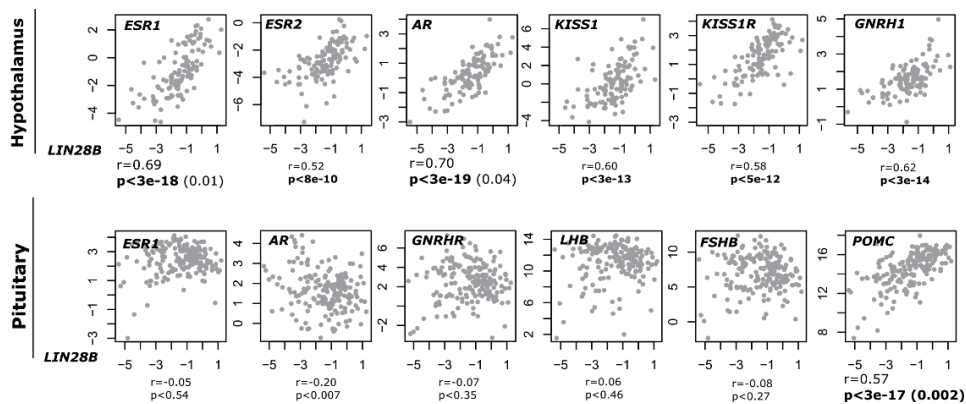 Hypothalamus
ESR1 ESR2 AR KISS1 KISS1R GNRH1
2 0 -2 -4
0 -2 -4 -6
3 1 -1 -3
6 4 2 0 -4
3 1 -1 -3
5 3 1 -1
LIN28B -5 -3 -1 1 -5 -3 -1 1 -5 -3 -1 1 -5 -3 -1 1 -5 -3 -1 1 -5 -3 -1 1
r=0.69 r=0.52 r=0.70 r=0.60 r=0.58 r=0.62
p<3e-18 (0.01) p<8e-10 p<3e-19 (0.04) p<3e-13 p<5e-12 p<3e-14
Pituitary
ESR1 AR GNRHR LHB FSHB POMC
3 1 -1 -3
4 3 2 1 0
6 4 2 -2
14 10 6 2
10 5 0
16 12 8
LIN28B -5 -3 -1 1 -5 -3 -1 1 -5 -3 -1 1 -5 -3 -1 1 -5 -3 -1 1 -5 -3 -1 1
r=-0.05 r=-0.20 r=-0.07 r=0.06 r=-0.08 r=0.57
p<0.54 p<0.007 p<0.35 p<0.46 p<0.27 p<3e-17 (0.002)